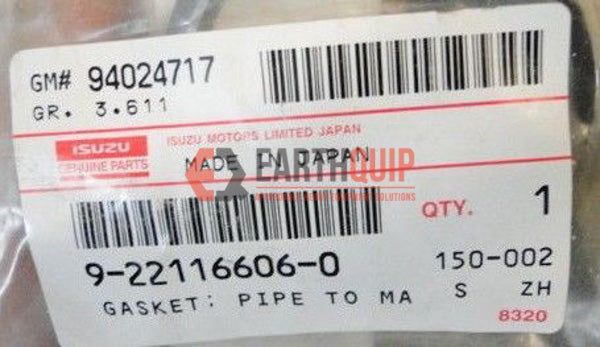 GM# 94024717
GR. 3.611
ISUZU
GENUINE PARTS
ISUZU MOTORS LIMITED JAPAN
MADE IN JAPAN
EARTHQUIP
QTY. 1
9-22116606-0
150-002
GASKET: PIPE TO MA
S ZH
8320